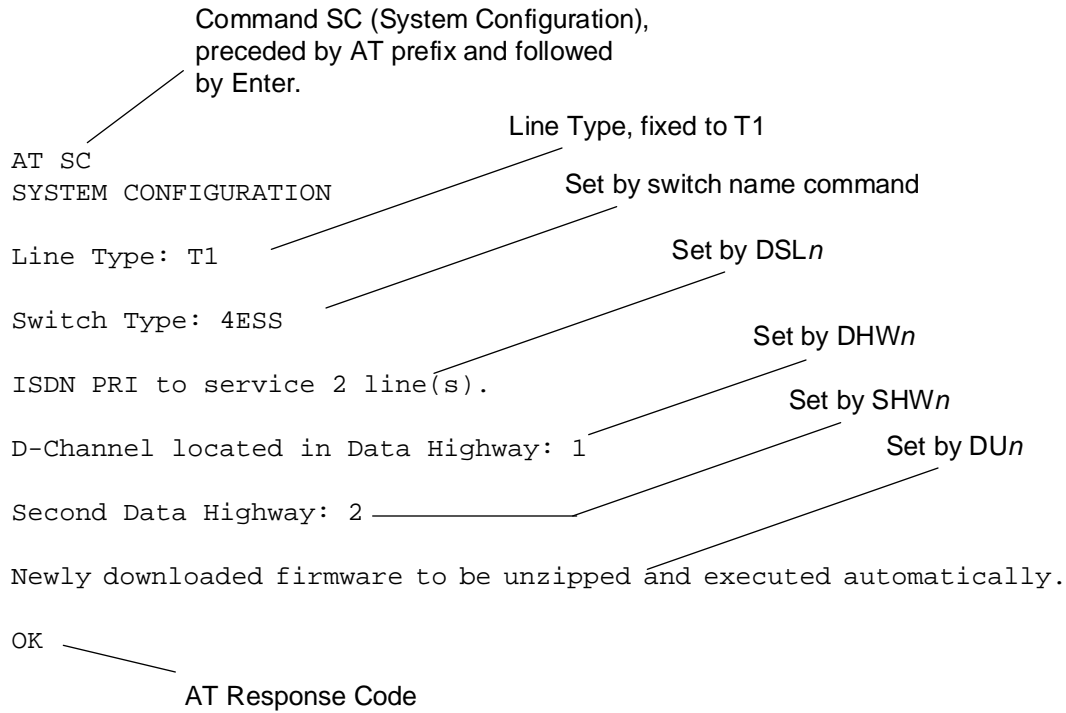 Command SC (System Configuration),
preceded by AT prefix and followed
by Enter.
Line Type, fixed to T1
AT SC
SYSTEM CONFIGURATION
Set by switch name command
Line Type: T1
Set by DSLn
Switch Type: 4ESS
Set by DHWn
ISDN PRI to service 2 line(s).
Set by SHWn
D-Channel located in Data Highway: 1
Set by DUn
Second Data Highway: 2
Newly downloaded firmware to be unzipped and executed automatically.
OK
AT Response Code